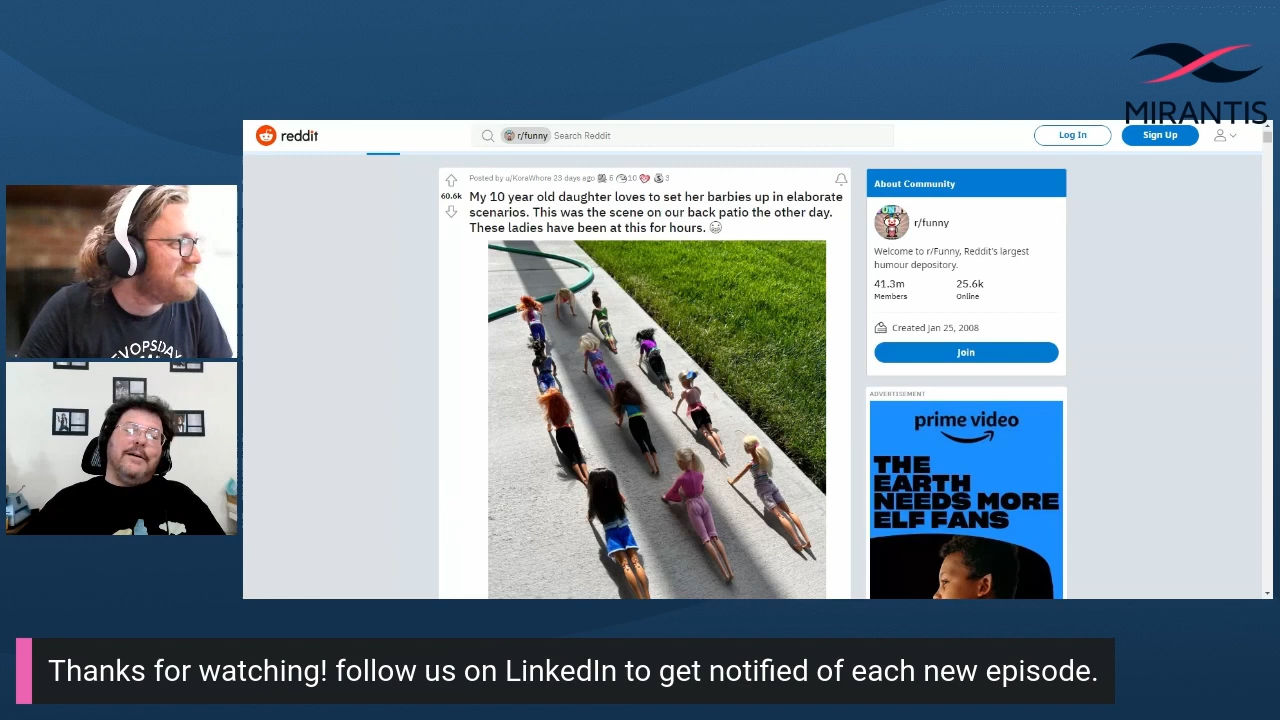 MIRANTIS
reddit
r/funny Search Reddit
Log In
Sign Up
Posted by u/KoraWhore 23 days ago 5 10 3
60.6k
My 10 year old daughter loves to set her barbies up in elaborate
scenarios. This was the scene on our back patio the other day.
These ladies have been at this for hours.
About Community
r/funny
Welcome to r/Funny, Reddit's largest
humour depository.
41.3m 25.6k
Members Online
Created Jan 25, 2008
Join
ADVERTISEMENT
prime video
THE
EARTH
NEEDS MORE
ELF FANS
Thanks for watching! follow us on LinkedIn to get notified of each new episode.